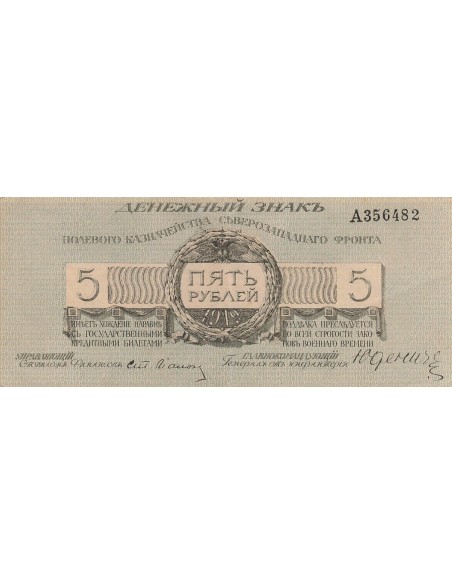 ДЕНЕЖНЫЙ ЗНАКЪ
А356482
ПОЛЕВОГО КАЗНАЧЕЙСТВА СѢВЕРОЗАПАДНАГО ФРОНТА
5
ПЯТЬ
РУБЛЕЙ
1919
5
ИМѢЕТЪ ХОЖДЕНІЕ НАРАВНѢ
СЪ ГОСУДАРСТВЕННЫМИ
КРЕДИТНЫМИ БИЛЕТАМИ
ПОДДѢЛКА ПРЕСЛѢДУЕТСЯ
ПО ВСЕЙ СТРОГОСТИ ЗАКО-
НОВЪ ВОЕННАГО ВРЕМЕНИ
УПРАВЛЯЮЩІЙ
ГЛАВНОКОМАНДУЮЩІЙ
Генералъ отъ инфантеріи